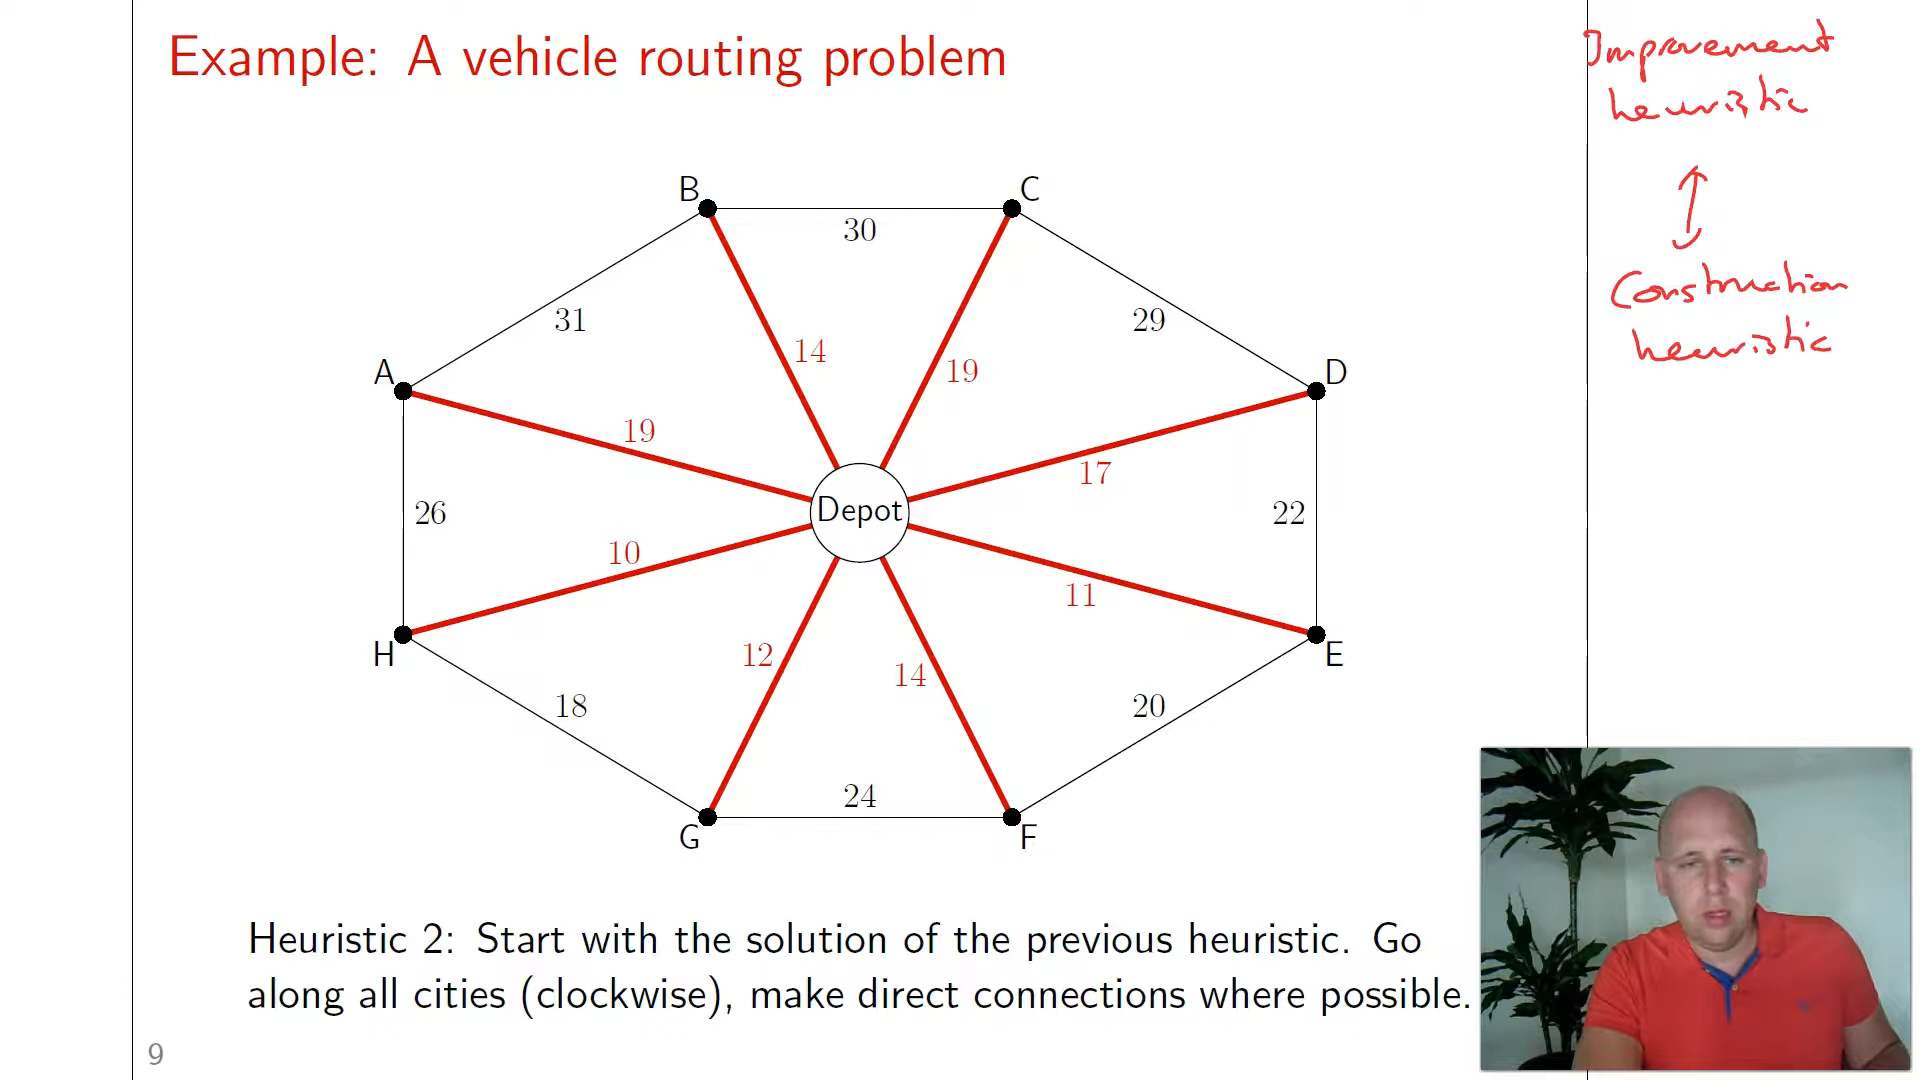 Example: A vehicle routing problem
Improvement
heuristic
Construction
heuristic
B
C
30
31
29
14
19
A
D
19
17
Depot
26
22
10
11
H
E
12
14
18
20
24
G
F
Heuristic 2: Start with the solution of the previous heuristic. Go
along all cities (clockwise), make direct connections where possible.
9